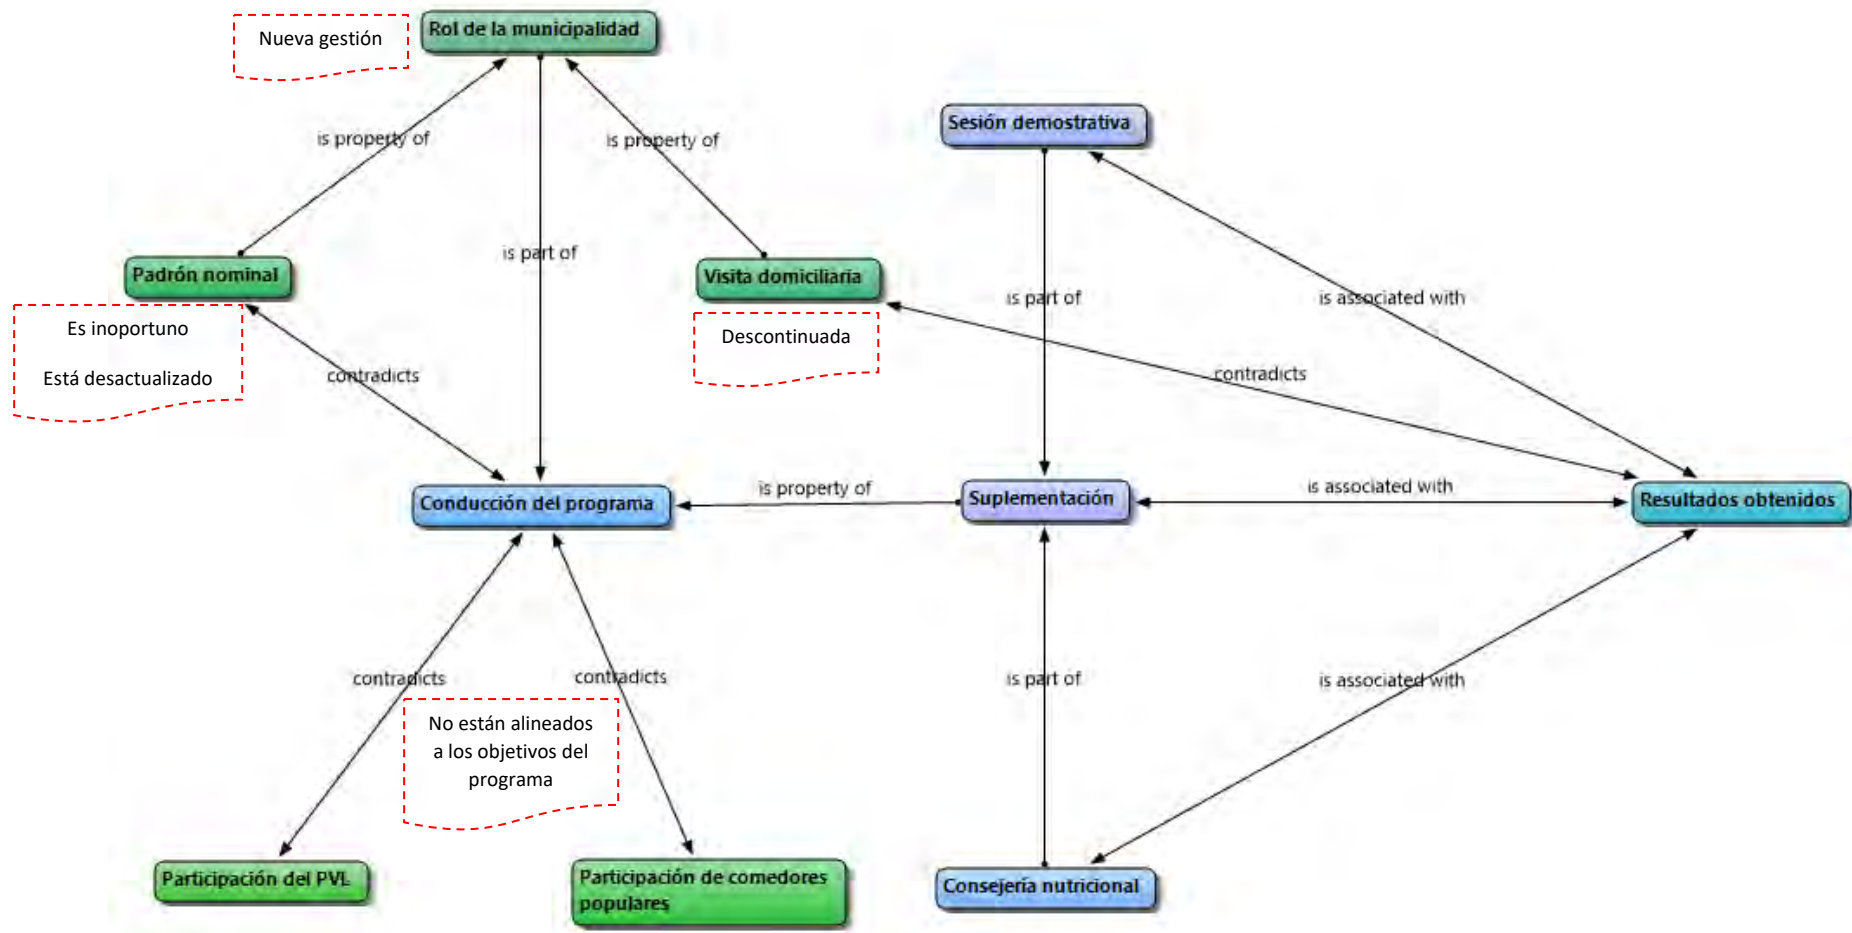 Nueva gestión
Rol de la municipalidad
Sesión demostrativa
is property of
is property of
is part of
Padrón nominal
Visita domiciliaria
is part of
is associated with
Es inoportuno
Está desactualizado
Descontinuada
contradicts
contradicts
Conducción del programa
is property of
Suplementación
is associated with
Resultados obtenidos
contradicts
contradicts
is part of
is associated with
No están alineados
a los objetivos del
programa
Participación del PVL
Participación de comedores
populares
Consejería nutricional